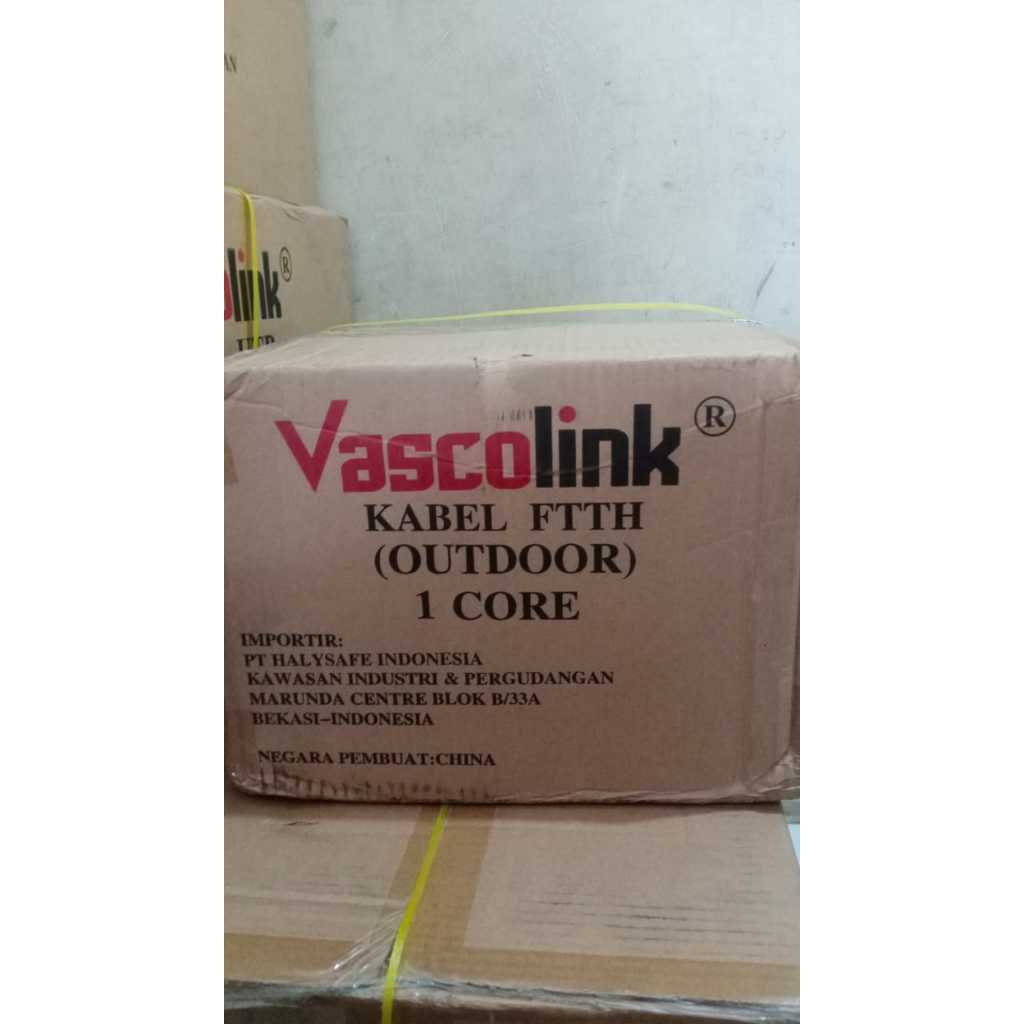 link®
Vascolink®
KABEL FTTH
(OUTDOOR)
1 CORE
IMPORTIR:
PT HALYSAFE INDONESIA
KAWASAN INDUSTRI & PERGUDANGAN
MARUNDA CENTRE BLOK B/33A
BEKASI-INDONESIA
NEGARA PEMBUAT:CHINA